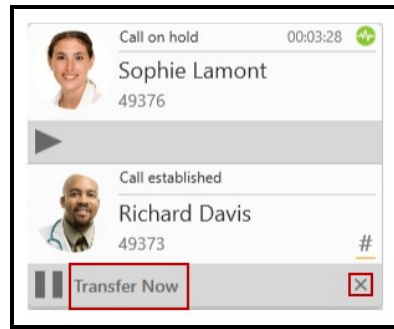 Call on hold 00:03:28
Sophie Lamont
49376
Call established
Richard Davis
49373 #
Transfer Now